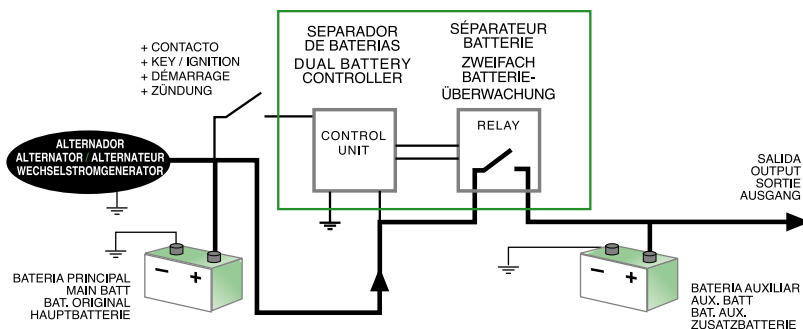 SEPARADOR
DE BATERIAS
DUAL BATTERY
CONTROLLER
SÉPARATEUR
BATTERIE
ZWEIFACH
BATTERIE-
ÜBERWACHUNG
+ CONTACTO
+ KEY / IGNITION
+ DÉMARRAGE
+ ZÜNDUNG
CONTROL
UNIT
RELAY
ALTERNADOR
ALTERNATOR / ALTERNATEUR
WECHSELSTROMGENERATOR
SALIDA
OUTPUT
SORTIE
AUSGANG
BATERIA PRINCIPAL
MAIN BATT
BAT. ORIGINAL
HAUPTBATTERIE
− +
− +
BATERIA AUXILIAR
AUX. BATT
BAT. AUX.
ZUSATZBATTERIE